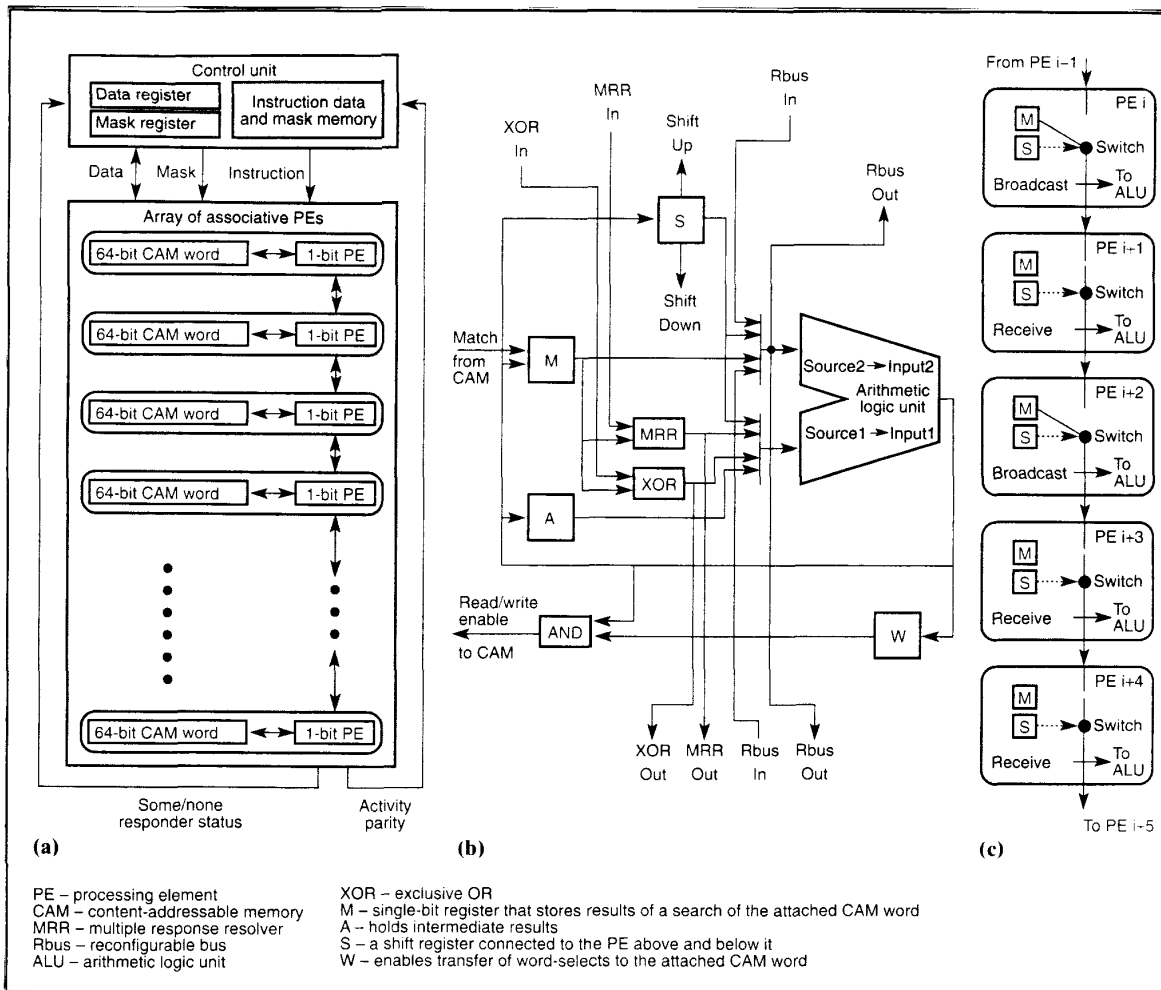 Control unit
Data register
Mask register
Instruction data
and mask memory
Data
Mask
Instruction
Array of associative PEs
64-bit CAM word
1-bit PE
64-bit CAM word
1-bit PE
64-bit CAM word
1-bit PE
64-bit CAM word
1-bit PE
64-bit CAM word
1-bit PE
Some/none
responder status
Activity
parity
(a)
XOR
In
MRR
In
Shift
Up
Rbus
In
Rbus
Out
S
Shift
Down
Match
from
CAM
M
MRR
XOR
A
Source2
Input2
Arithmetic
logic unit
Source1
Input1
Read/write
enable
to CAM
AND
W
XOR
Out
MRR
Out
Rbus
In
Rbus
Out
(b)
From PE i–1
PE i
M
S
Switch
Broadcast
To
ALU
PE i+1
M
S
Switch
Receive
To
ALU
PE i+2
M
S
Switch
Broadcast
To
ALU
PE i+3
M
S
Switch
Receive
To
ALU
PE i+4
M
S
Switch
Receive
To
ALU
To PE i+5
(c)
PE – processing element
CAM – content-addressable memory
MRR – multiple response resolver
Rbus – reconfigurable bus
ALU – arithmetic logic unit
XOR – exclusive OR
M – single-bit register that stores results of a search of the attached CAM word
A – holds intermediate results
S – a shift register connected to the PE above and below it
W – enables transfer of word-selects to the attached CAM word